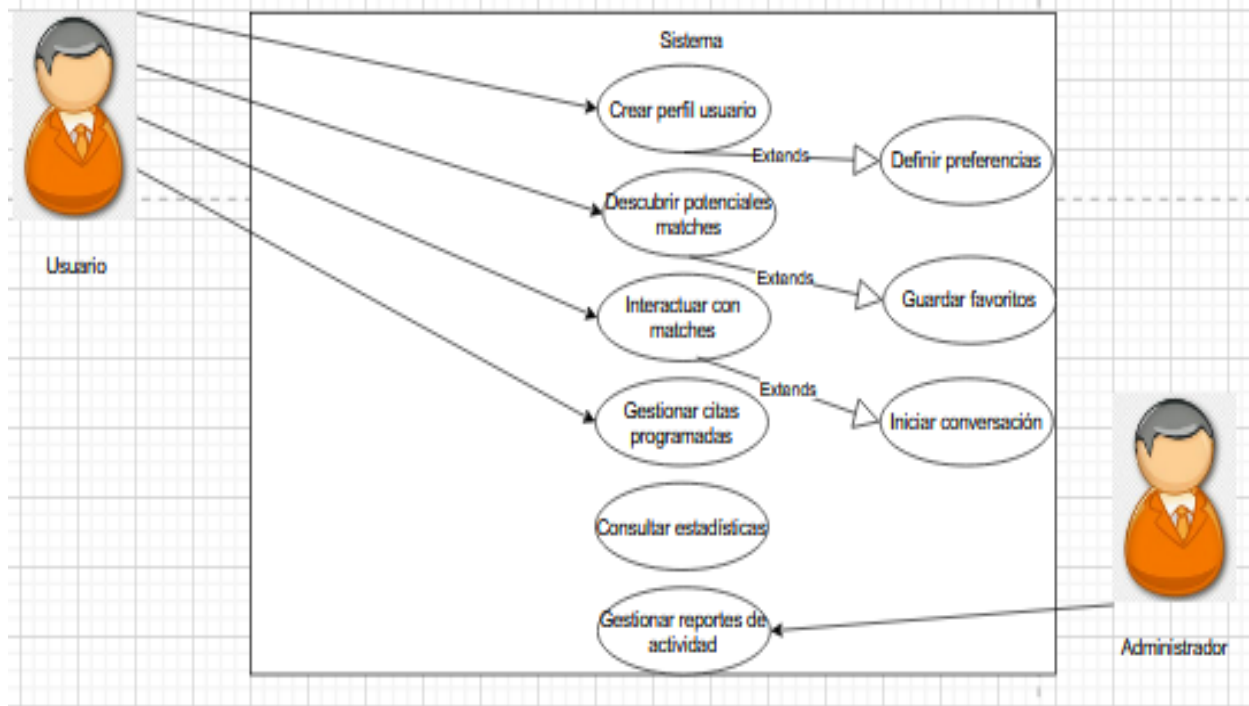 Sistema
Crear perfil usuario
Extends
Definir preferencias
Descubrir potenciales
matches
Usuario
Extends
Guardar favoritos
Interactuar con
matches
Extends
Gestionar citas
programadas
Iniciar conversación
Consultar estadísticas
Gestionar reportes de
actividad
Administrador